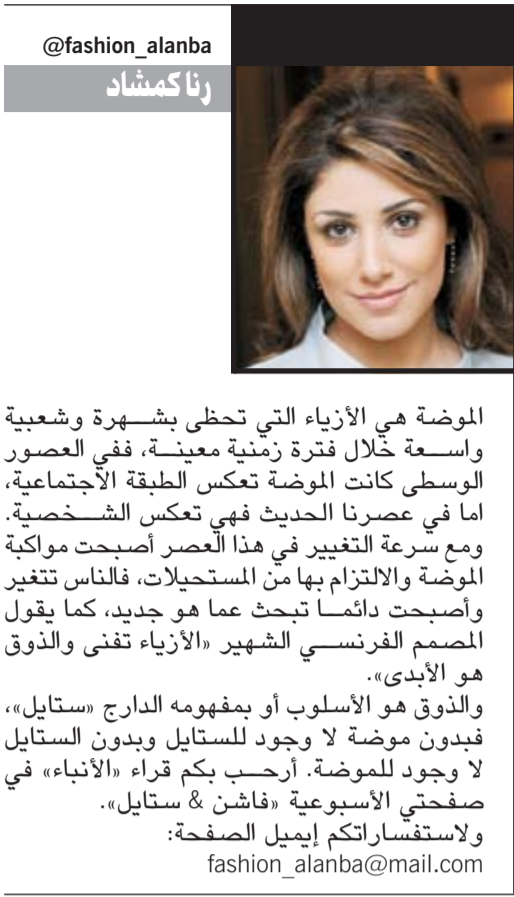 @fashion_alanba
رنا كمشاد
الموضة هي الأزياء التي تحظى بشهرة وشعبية
واسعة خلال فترة زمنية معينة، ففي العصور
الوسطى كانت الموضة تعكس الطبقة الاجتماعية،
اما في عصرنا الحديث فهي تعكس الشخصية.
ومع سرعة التغيير في هذا العصر أصبحت مواكبة
الموضة والالتزام بها من المستحيلات، فالناس تتغير
وأصبحت دائما تبحث عما هو جديد، كما يقول
المصمم الفرنسي الشهير «الأزياء تفنى والذوق
هو الأبدى».
والذوق هو الأسلوب أو بمفهومه الدارج «ستايل»،
فبدون موضة لا وجود للستايل وبدون الستايل
لا وجود للموضة. أرحب بكم قراء «الأنباء» في
صفحتي الأسبوعية «فاشن & ستايل».
ولاستفساراتكم إيميل الصفحة:
fashion_alanba@mail.com